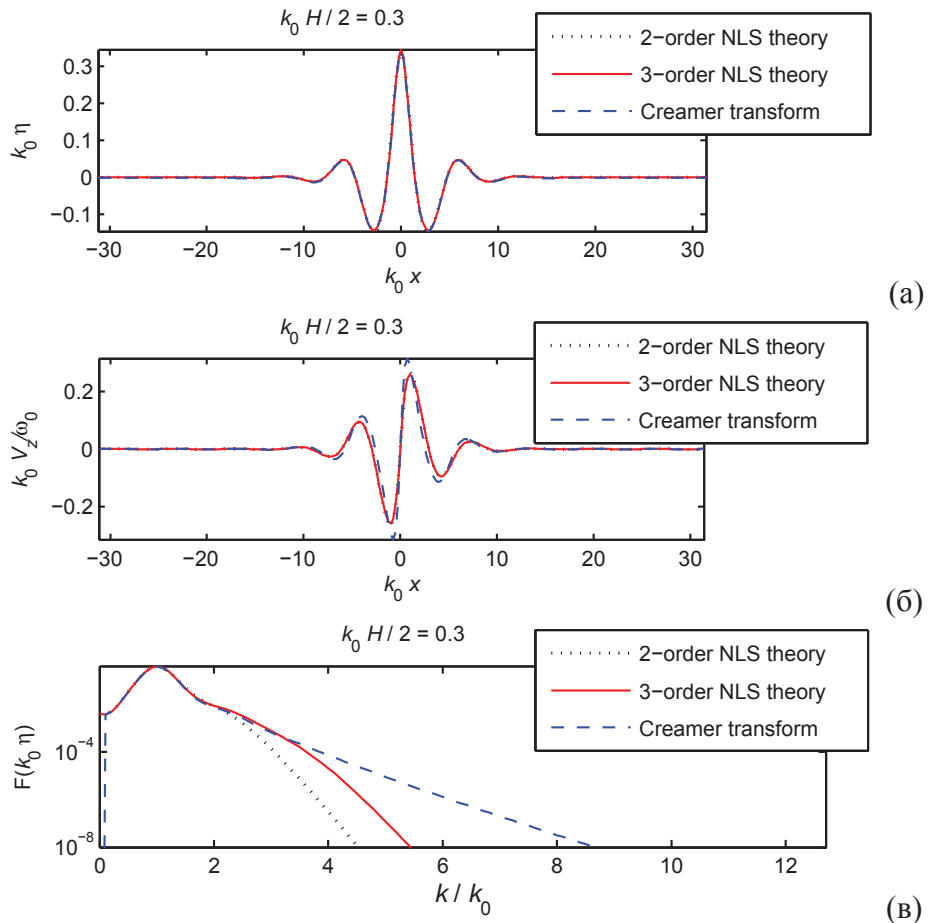 k₀ H / 2 = 0.3
2−order NLS theory
3−order NLS theory
Creamer transform
k₀ η
0.3
0.2
0.1
0
−0.1
−30 −20 −10 0 10 20 30
k₀ x
(а)
k₀ H / 2 = 0.3
2−order NLS theory
3−order NLS theory
Creamer transform
k₀ V_z/ω₀
0.2
0
−0.2
−30 −20 −10 0 10 20 30
k₀ x
(б)
k₀ H / 2 = 0.3
2−order NLS theory
3−order NLS theory
Creamer transform
F(k₀ η)
10⁻⁴
10⁻⁸
0 2 4 6 8 10 12
k / k₀
(в)